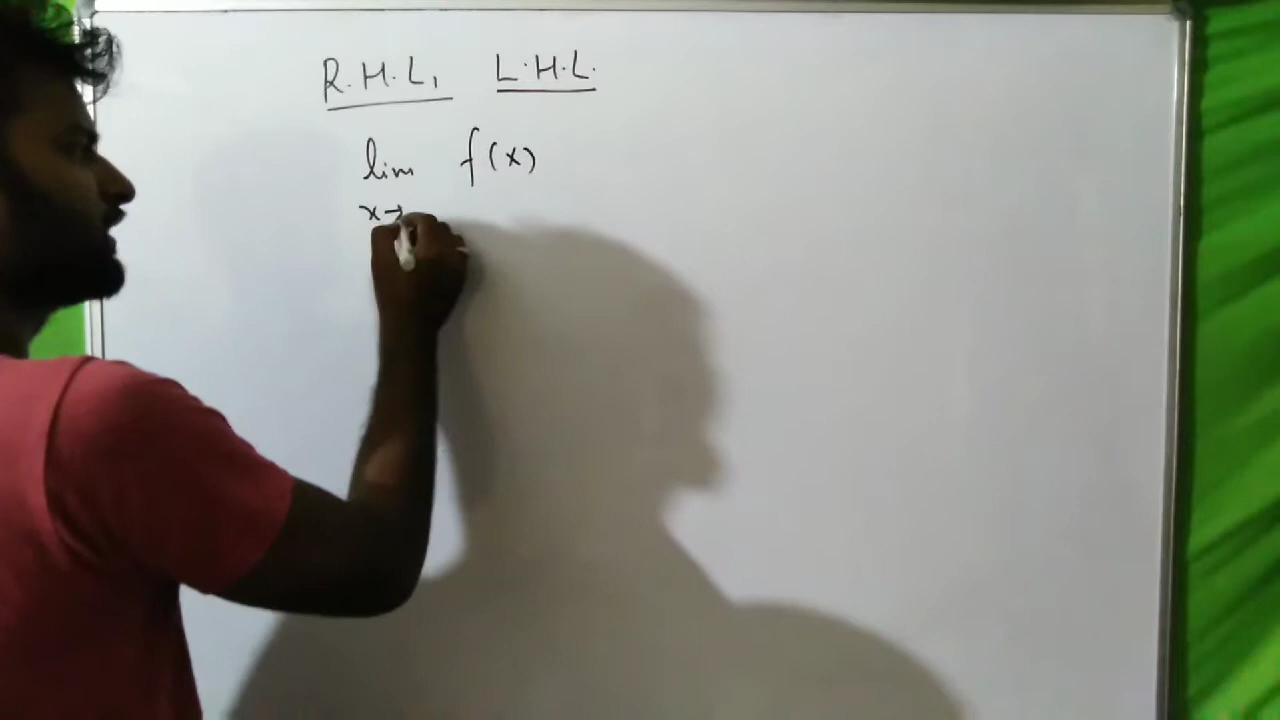 R.H.L, L.H.L.
lim f(x)
x→